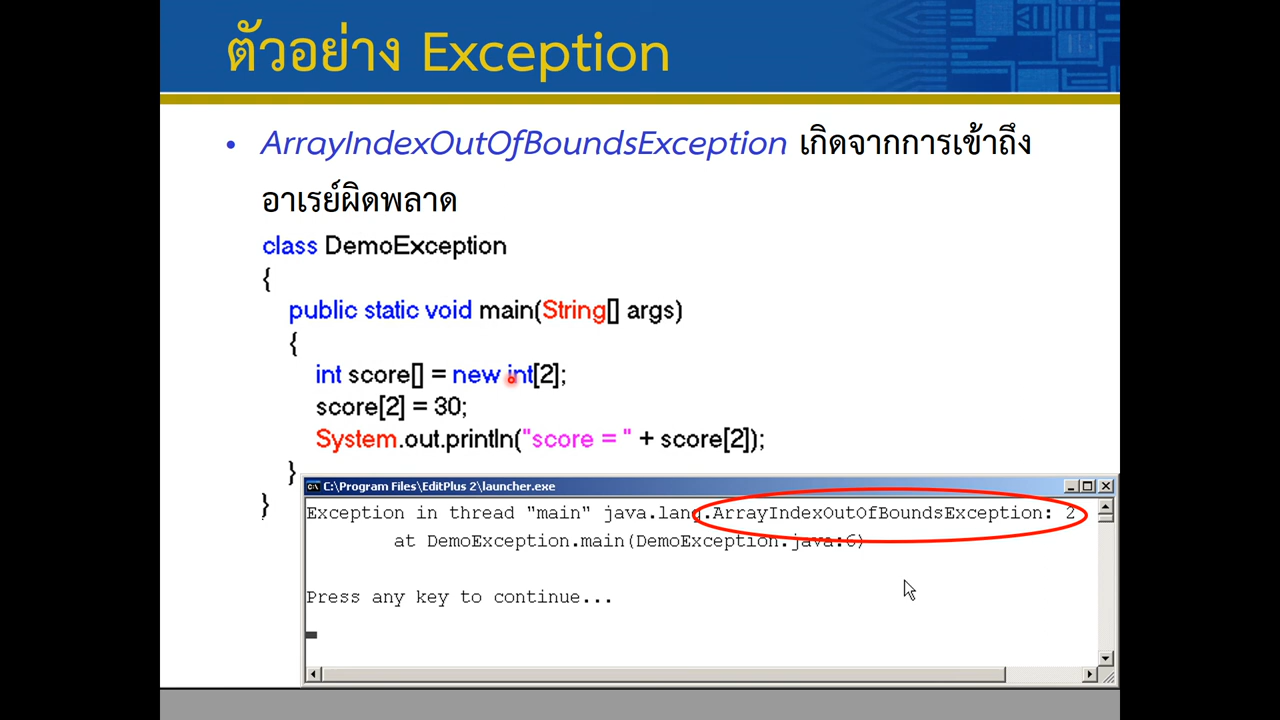 ตัวอย่าง Exception
• ArrayIndexOutOfBoundsException เกิดจากการเข้าถึง
อาเรย์ผิดพลาด
class DemoException
{
public static void main(String[] args)
{
int score[] = new int[2];
score[2] = 30;
System.out.println("score = " + score[2]);
}
}
C:\Program Files\EditPlus 2\launcher.exe
Exception in thread "main" java.lang.ArrayIndexOutOfBoundsException: 2
at DemoException.main(DemoException.java:6)
Press any key to continue...